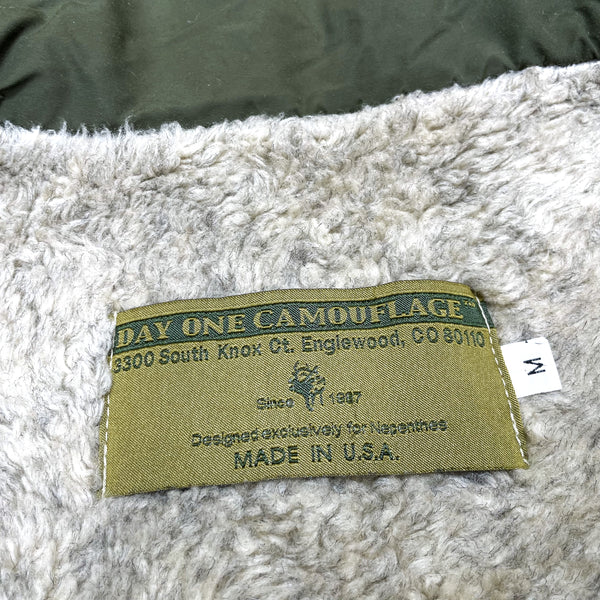 DAY ONE CAMOUFLAGE™
3300 South Knox Ct. Englewood, CO 80110
Since 1987
Designed exclusively for Nepenthes
MADE IN U.S.A.
M